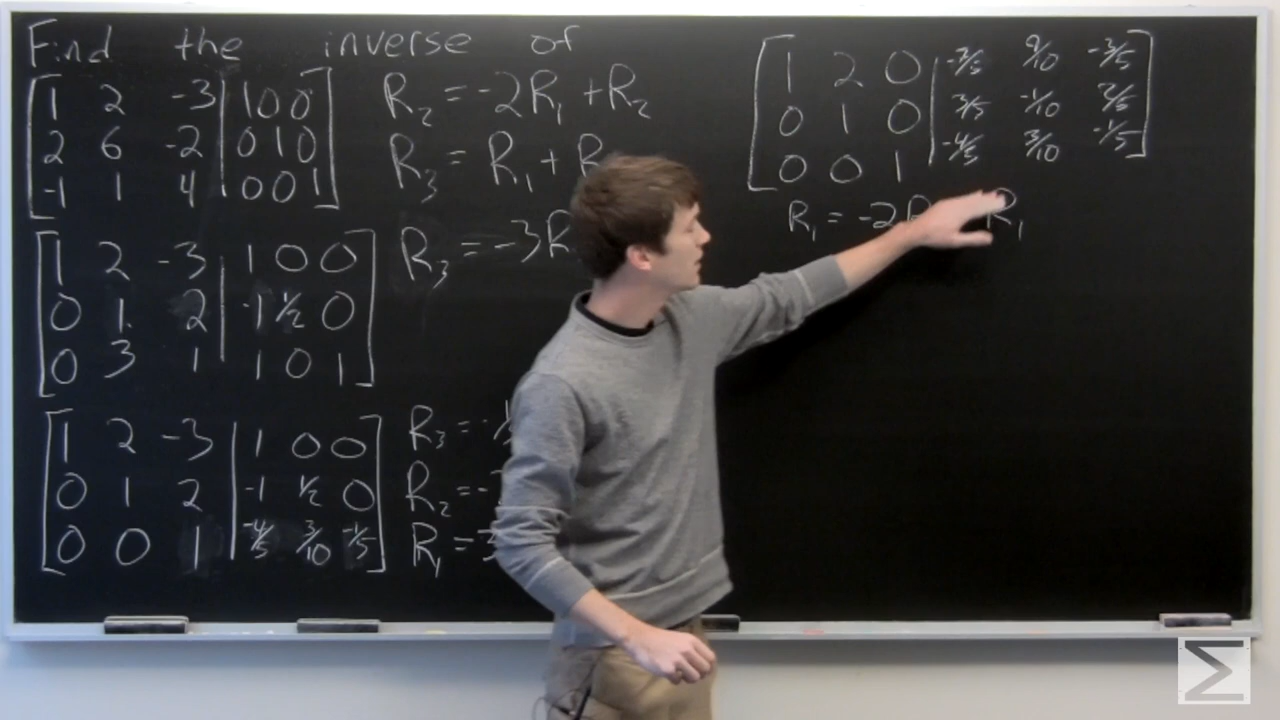 Find the inverse of
1 2 -3 | 1 0 0
2 6 -2 | 0 1 0
-1 1 4 | 0 0 1
R₂ = -2R₁ + R₂
R₃ = R₁ + R
R₃ = -3R
1 2 -3 | 1 0 0
0 1 2 | -1 ½ 0
0 3 1 | 1 0 1
1 2 -3 | 1 0 0
0 1 2 | -1 ½ 0
0 0 1 | -4/5 3/10 -1/5
R₃ = -1/
R₂ = -
R₁ = 3
1 2 0 | -7/5 9/10 -3/5
0 1 0 | 3/5 -1/10 2/5
0 0 1 | -4/5 3/10 -1/5
R₁ = -2R R₁
Σ